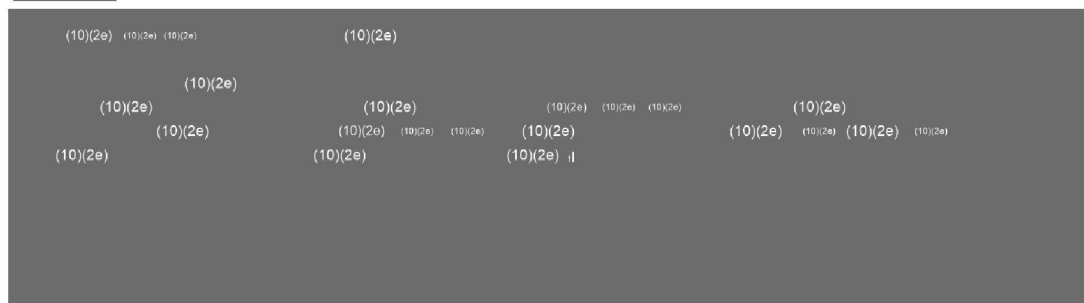 (10)(2e) (10)(2e) (10)(2e) (10)(2e)
(10)(2e)
(10)(2e) (10)(2e) (10)(2e) (10)(2e) (10)(2e) (10)(2e)
(10)(2e) (10)(2e) (10)(2e) (10)(2e) (10)(2e) (10)(2e) (10)(2e) (10)(2e) (10)(2e)
(10)(2e) (10)(2e) (10)(2e)